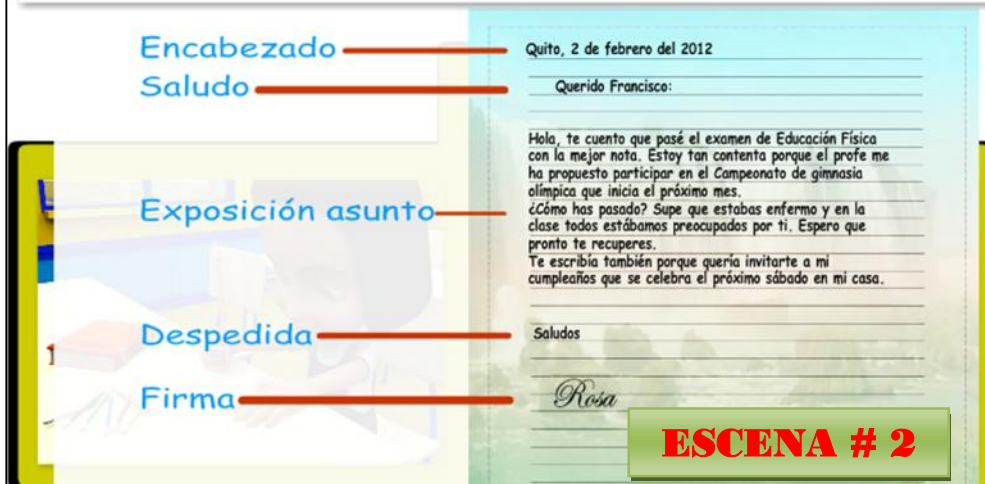 Encabezado
Saludo
Exposición asunto
Despedida
Firma
Quito, 2 de febrero del 2012
Querido Francisco:
Hola, te cuento que pasé el examen de Educación Física
con la mejor nota. Estoy tan contenta porque el profe me
ha propuesto participar en el Campeonato de gimnasia
olímpica que inicia el próximo mes.
¿Cómo has pasado? Supe que estabas enfermo y en la
clase todos estábamos preocupados por ti. Espero que
pronto te recuperes.
Te escribía también porque quería invitarte a mi
cumpleaños que se celebra el próximo sábado en mi casa.
Saludos
Rosa
ESCENA # 2